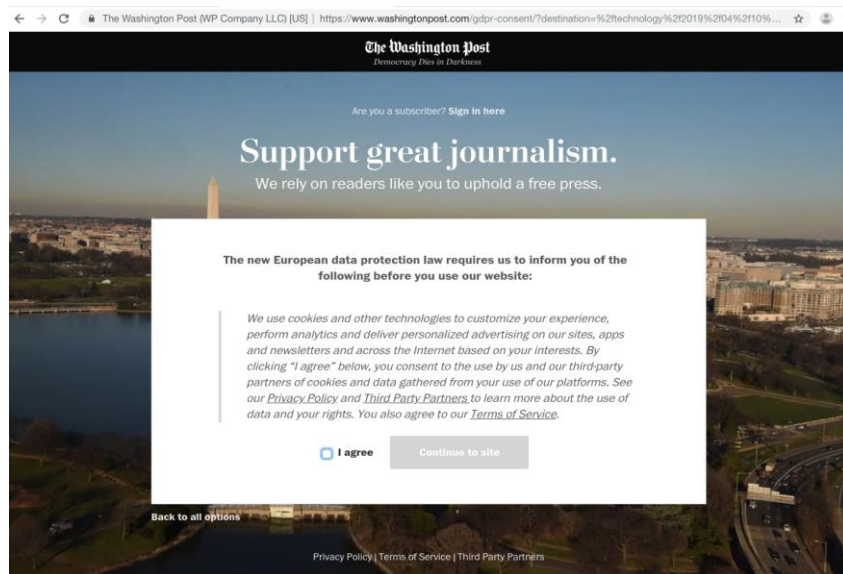 The Washington Post (WP Company LLC) [US] | https://www.washingtonpost.com/gdpr-consent/?destination=%2ftechnology%2f2019%2f04%2f10%...
The Washington Post
Democracy Dies in Darkness
Are you a subscriber? Sign in here
Support great journalism.
We rely on readers like you to uphold a free press.
The new European data protection law requires us to inform you of the
following before you use our website:
We use cookies and other technologies to customize your experience,
perform analytics and deliver personalized advertising on our sites, apps
and newsletters and across the Internet based on your interests. By
clicking “I agree” below, you consent to the use by us and our third-party
partners of cookies and data gathered from your use of our platforms. See
our Privacy Policy and Third Party Partners to learn more about the use of
data and your rights. You also agree to our Terms of Service.
I agree Continue to site
Back to all options
Privacy Policy | Terms of Service | Third Party Partners